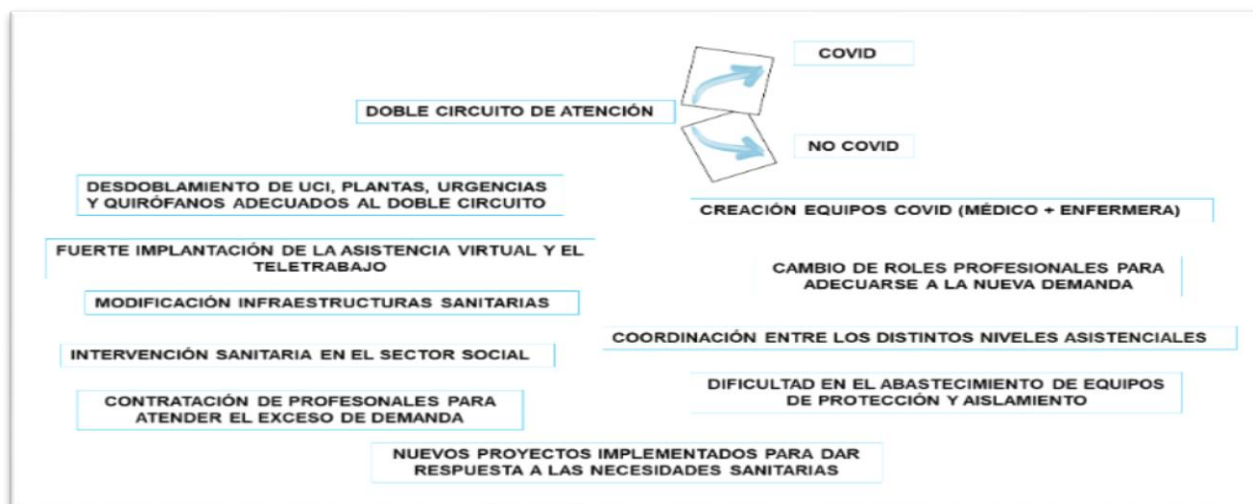 COVID
DOBLE CIRCUITO DE ATENCIÓN
NO COVID
DESDOBLAMIENTO DE UCI, PLANTAS, URGENCIAS
Y QUIRÓFANOS ADECUADOS AL DOBLE CIRCUITO
CREACIÓN EQUIPOS COVID (MÉDICO + ENFERMERA)
FUERTE IMPLANTACIÓN DE LA ASISTENCIA VIRTUAL Y EL
TELETRABAJO
CAMBIO DE ROLES PROFESIONALES PARA
ADECUARSE A LA NUEVA DEMANDA
MODIFICACIÓN INFRAESTRUCTURAS SANITARIAS
COORDINACIÓN ENTRE LOS DISTINTOS NIVELES ASISTENCIALES
INTERVENCIÓN SANITARIA EN EL SECTOR SOCIAL
DIFICULTAD EN EL ABASTECIMIENTO DE EQUIPOS
DE PROTECCIÓN Y AISLAMIENTO
CONTRATACIÓN DE PROFESONALES PARA
ATENDER EL EXCESO DE DEMANDA
NUEVOS PROYECTOS IMPLEMENTADOS PARA DAR
RESPUESTA A LAS NECESIDADES SANITARIAS